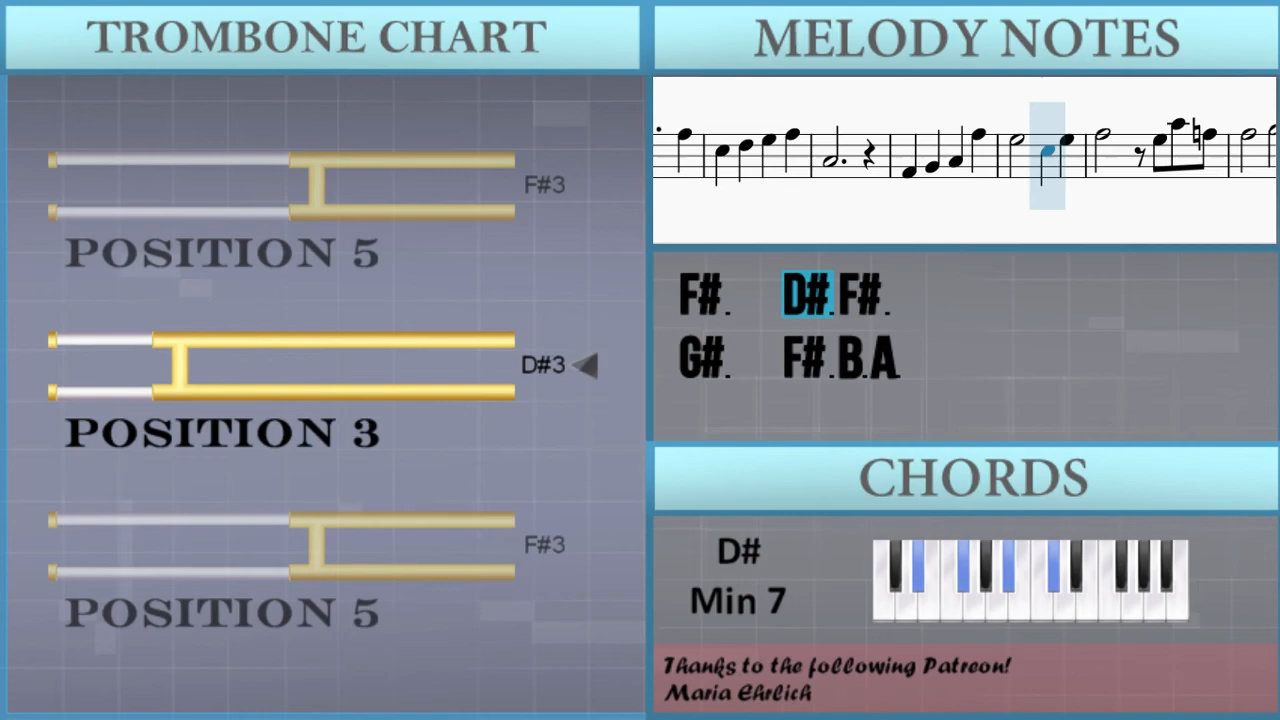 TROMBONE CHART
F#3
POSITION 5
D#3
POSITION 3
F#3
POSITION 5
MELODY NOTES
F#. D#.F#.
G#. F#.B.A.
CHORDS
D#
Min 7
Thanks to the following Patreon!
Maria Ehrlich